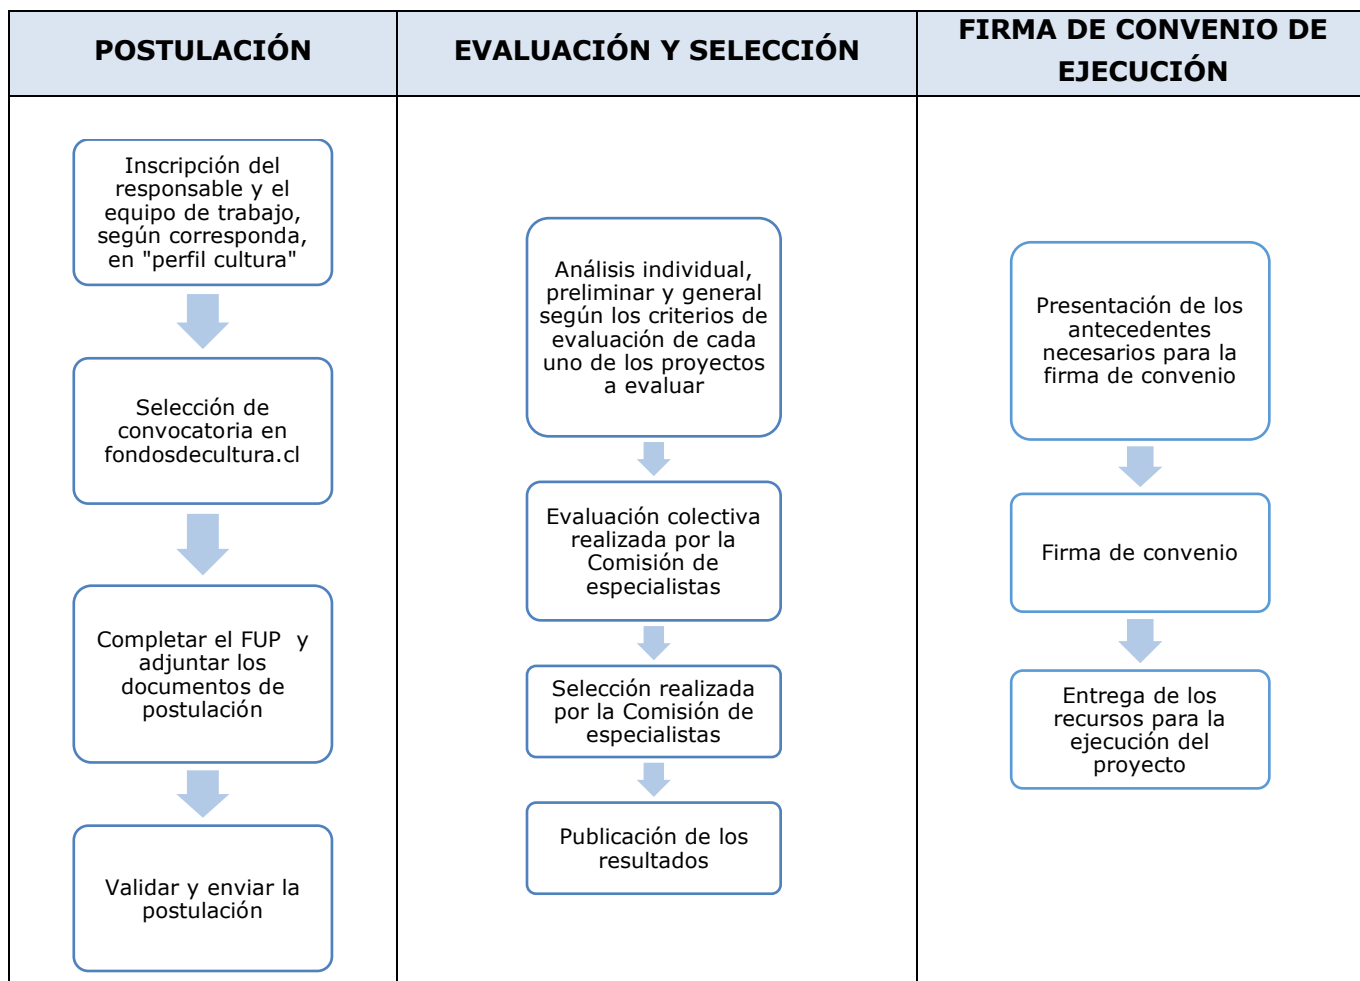 POSTULACIÓN
Inscripción del
responsable y el
equipo de trabajo,
según corresponda,
en "perfil cultura"
Selección de
convocatoria en
fondosdecultura.cl
Completar el FUP y
adjuntar los
documentos de
postulación
Validar y enviar la
postulación
EVALUACIÓN Y SELECCIÓN
Análisis individual,
preliminar y general
según los criterios de
evaluación de cada
uno de los proyectos
a evaluar
Evaluación colectiva
realizada por la
Comisión de
especialistas
Selección realizada
por la Comisión de
especialistas
Publicación de los
resultados
FIRMA DE CONVENIO DE
EJECUCIÓN
Presentación de los
antecedentes
necesarios para la
firma de convenio
Firma de convenio
Entrega de los
recursos para la
ejecución del
proyecto